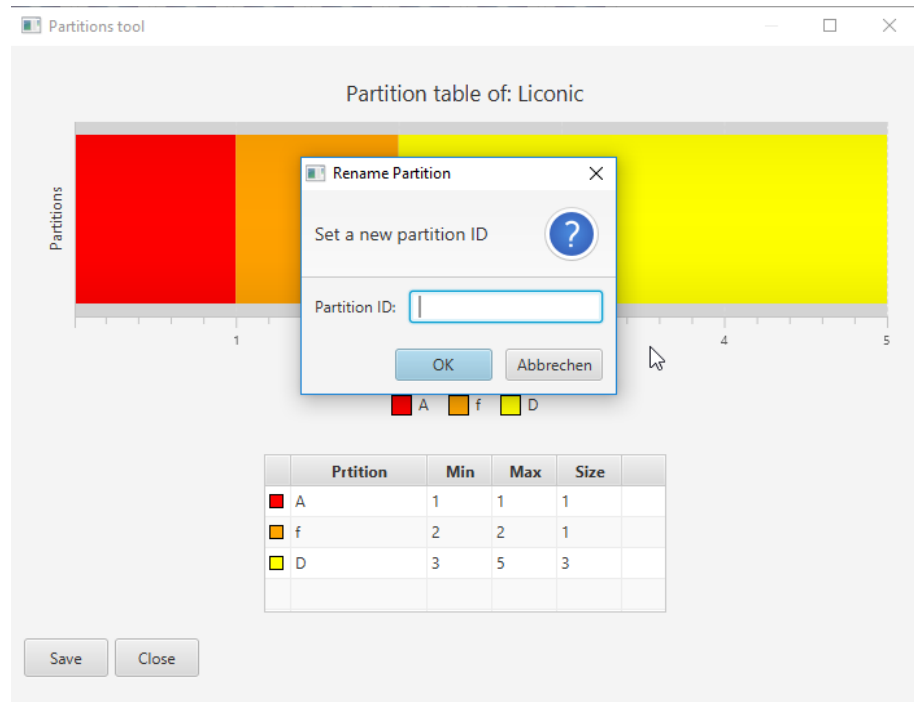 Partitions tool
Partition table of: Liconic
Partitions
Rename Partition
Set a new partition ID
?
Partition ID:
OK Abbrechen
1 4 5
A f D
Prtition Min Max Size
A 1 1 1
f 2 2 1
D 3 5 3
Save Close